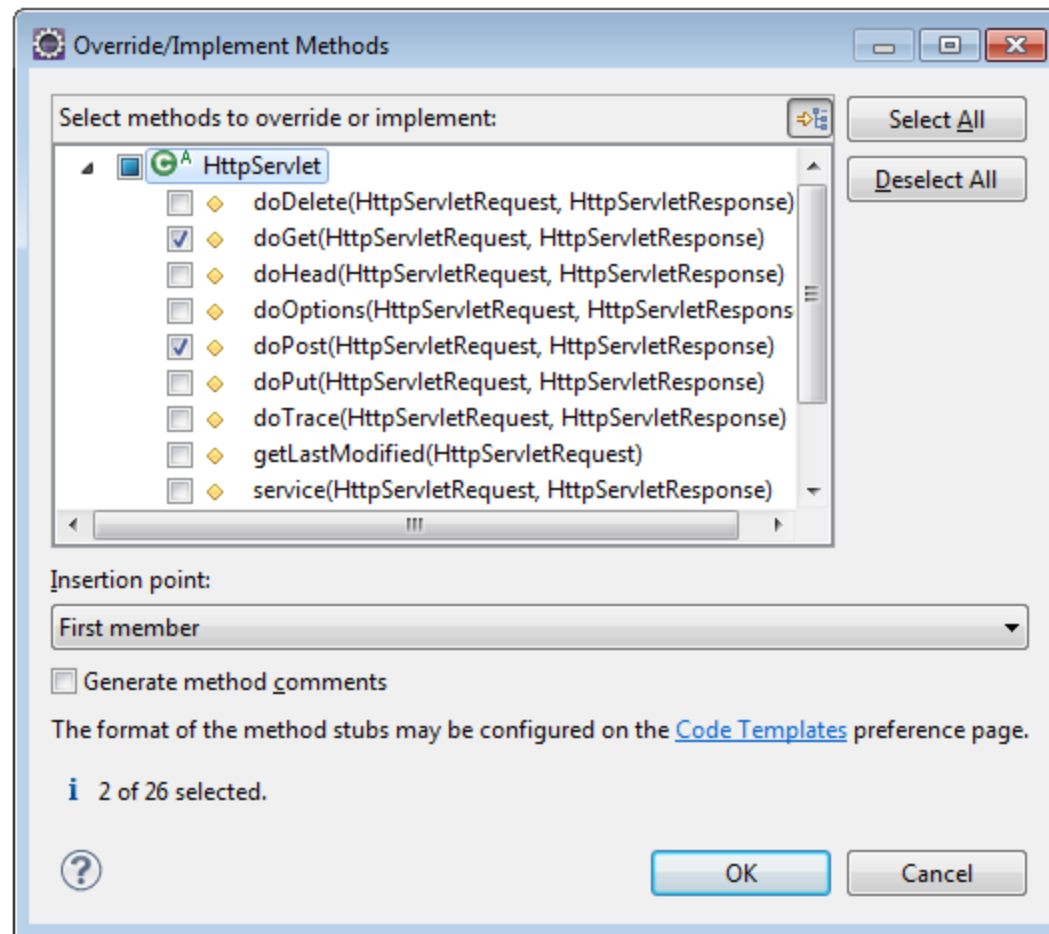 Override/Implement Methods
Select methods to override or implement:
Select All
HttpServlet
Deselect All
doDelete(HttpServletRequest, HttpServletResponse)
doGet(HttpServletRequest, HttpServletResponse)
doHead(HttpServletRequest, HttpServletResponse)
doOptions(HttpServletRequest, HttpServletRespons
doPost(HttpServletRequest, HttpServletResponse)
doPut(HttpServletRequest, HttpServletResponse)
doTrace(HttpServletRequest, HttpServletResponse)
getLastModified(HttpServletRequest)
service(HttpServletRequest, HttpServletResponse)
Insertion point:
First member
Generate method comments
The format of the method stubs may be configured on the Code Templates preference page.
2 of 26 selected.
OK
Cancel